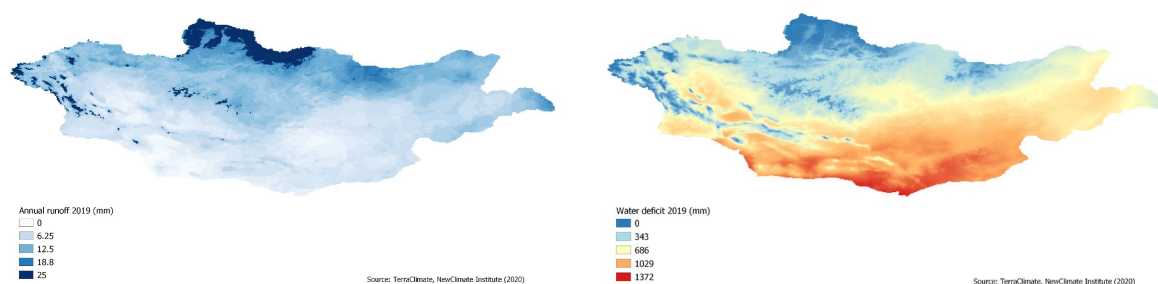 Annual runoff 2019 (mm)
0
6.25
12.5
18.8
25
Source: TerraClimate, NewClimate Institute (2020)
Water deficit 2019 (mm)
0
343
686
1029
1372
Source: TerraClimate, NewClimate Institute (2020)